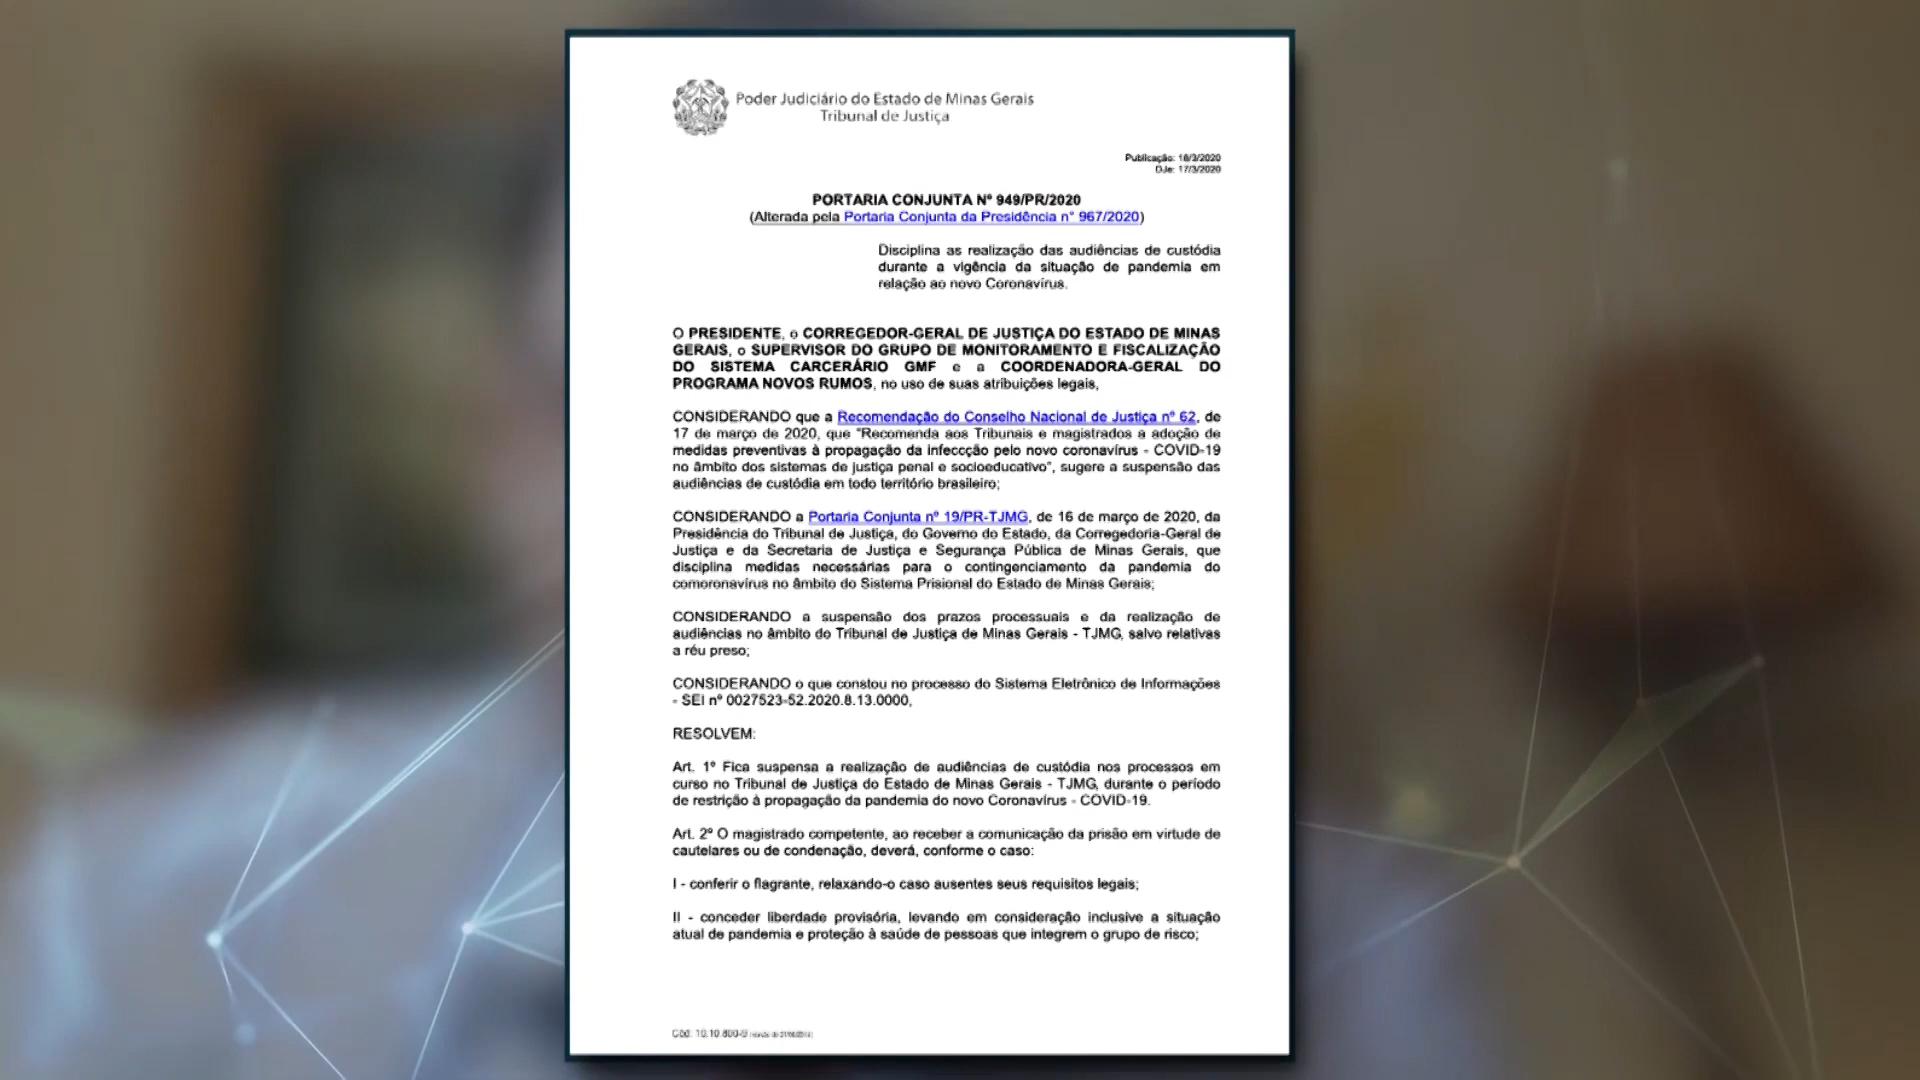 Poder Judiciário do Estado de Minas Gerais
Tribunal de Justiça
Publicação: 18/3/2020
DJe: 17/3/2020
PORTARIA CONJUNTA Nº 949/PR/2020
(Alterada pela Portaria Conjunta da Presidência n° 967/2020)
Disciplina as realização das audiências de custódia
durante a vigência da situação de pandemia em
relação ao novo Coronavírus.
O PRESIDENTE, o CORREGEDOR-GERAL DE JUSTIÇA DO ESTADO DE MINAS
GERAIS, o SUPERVISOR DO GRUPO DE MONITORAMENTO E FISCALIZAÇÃO
DO SISTEMA CARCERÁRIO GMF e a COORDENADORA-GERAL DO
PROGRAMA NOVOS RUMOS, no uso de suas atribuições legais,
CONSIDERANDO que a Recomendação do Conselho Nacional de Justiça nº 62, de
17 de março de 2020, que "Recomenda aos Tribunais e magistrados a adoção de
medidas preventivas à propagação da infeccção pelo novo coronavírus - COVID-19
no âmbito dos sistemas de justiça penal e socioeducativo", sugere a suspensão das
audiências de custódia em todo território brasileiro;
CONSIDERANDO a Portaria Conjunta nº 19/PR-TJMG, de 16 de março de 2020, da
Presidência do Tribunal de Justiça, do Governo do Estado, da Corregedoria-Geral de
Justiça e da Secretaria de Justiça e Segurança Pública de Minas Gerais, que
disciplina medidas necessárias para o contingenciamento da pandemia do
comoronavírus no âmbito do Sistema Prisional do Estado de Minas Gerais;
CONSIDERANDO a suspensão dos prazos processuais e da realização de
audiências no âmbito do Tribunal de Justiça de Minas Gerais - TJMG, salvo relativas
a réu preso;
CONSIDERANDO o que constou no processo do Sistema Eletrônico de Informações
- SEI nº 0027523-52.2020.8.13.0000,
RESOLVEM:
Art. 1º Fica suspensa a realização de audiências de custódia nos processos em
curso no Tribunal de Justiça do Estado de Minas Gerais - TJMG, durante o período
de restrição à propagação da pandemia do novo Coronavírus - COVID-19.
Art. 2º O magistrado competente, ao receber a comunicação da prisão em virtude de
cautelares ou de condenação, deverá, conforme o caso:
I - conferir o flagrante, relaxando-o caso ausentes seus requisitos legais;
II - conceder liberdade provisória, levando em consideração inclusive a situação
atual de pandemia e proteção à saúde de pessoas que integrem o grupo de risco;
Cód. 10.10.800-9